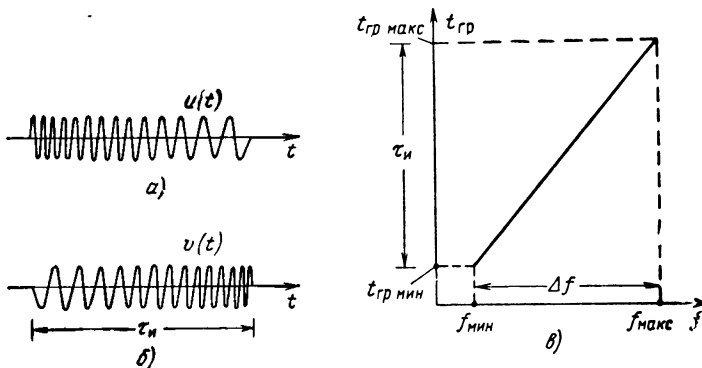 u(t)
t
а)
v(t)
t
τи
б)
tгр макс
tгр
τи
tгр мин
Δf
fмин
fмакс
f
в)